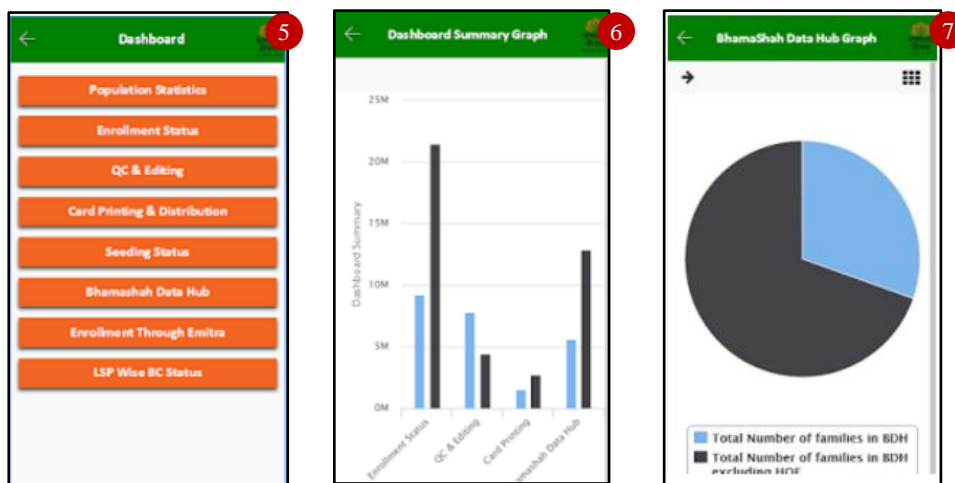 Dashboard
5
Population Statistics
Enrollment Status
QC & Editing
Card Printing & Distribution
Seeding Status
Bhamashah Data Hub
Enrollment Through Emitra
LSP Wise BC Status
Dashboard Summary Graph
6
25M
20M
15M
10M
5M
0M
Dashboard Summary
Enrollment Status
QC & Editing
Card Printing
amashah Data Hub
BhamaShah Data Hub Graph
7
Total Number of families in BDH
Total Number of families in BDH
excluding HOF